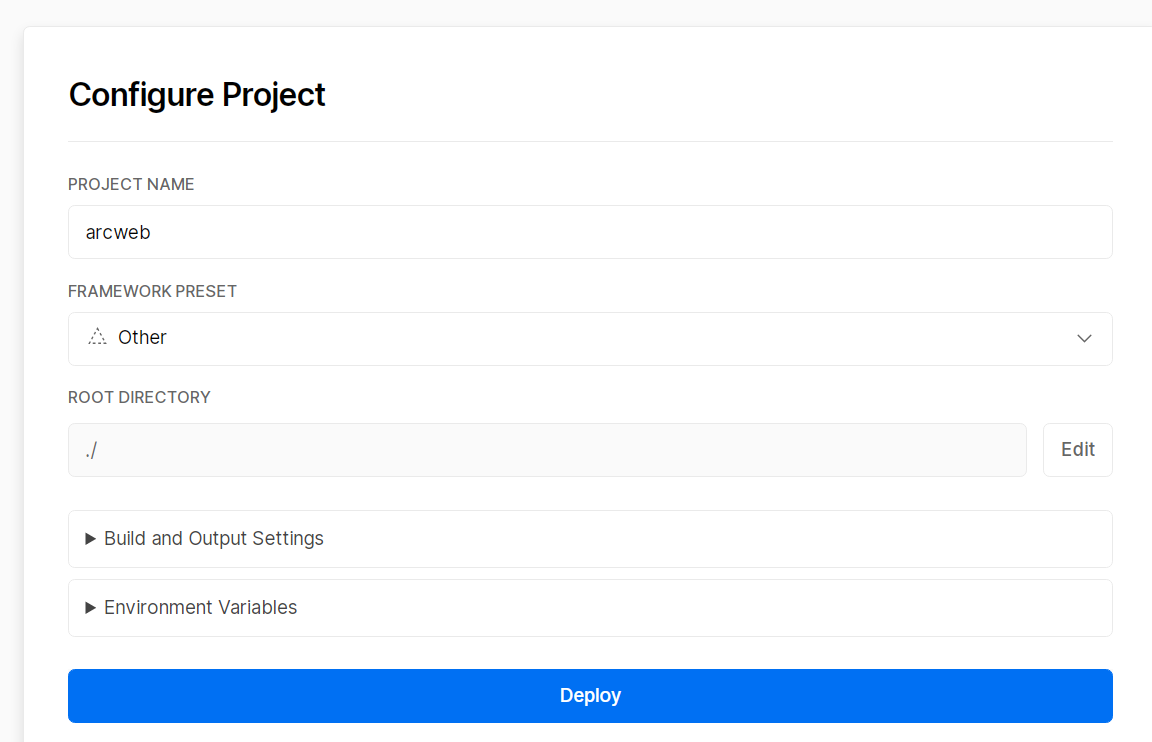 Configure Project
PROJECT NAME
arcweb
FRAMEWORK PRESET
Other
ROOT DIRECTORY
./
Edit
Build and Output Settings
Environment Variables
Deploy